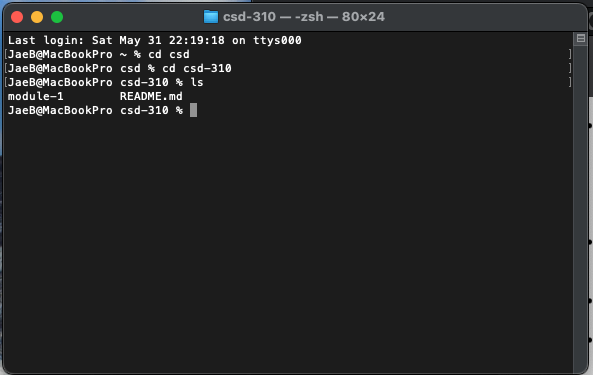 csd-310 — -zsh — 80×24
Last login: Sat May 31 22:19:18 on ttys000
[JaeB@MacBookPro ~ % cd csd ]
[JaeB@MacBookPro csd % cd csd-310 ]
[JaeB@MacBookPro csd-310 % ls ]
module-1 README.md
JaeB@MacBookPro csd-310 %